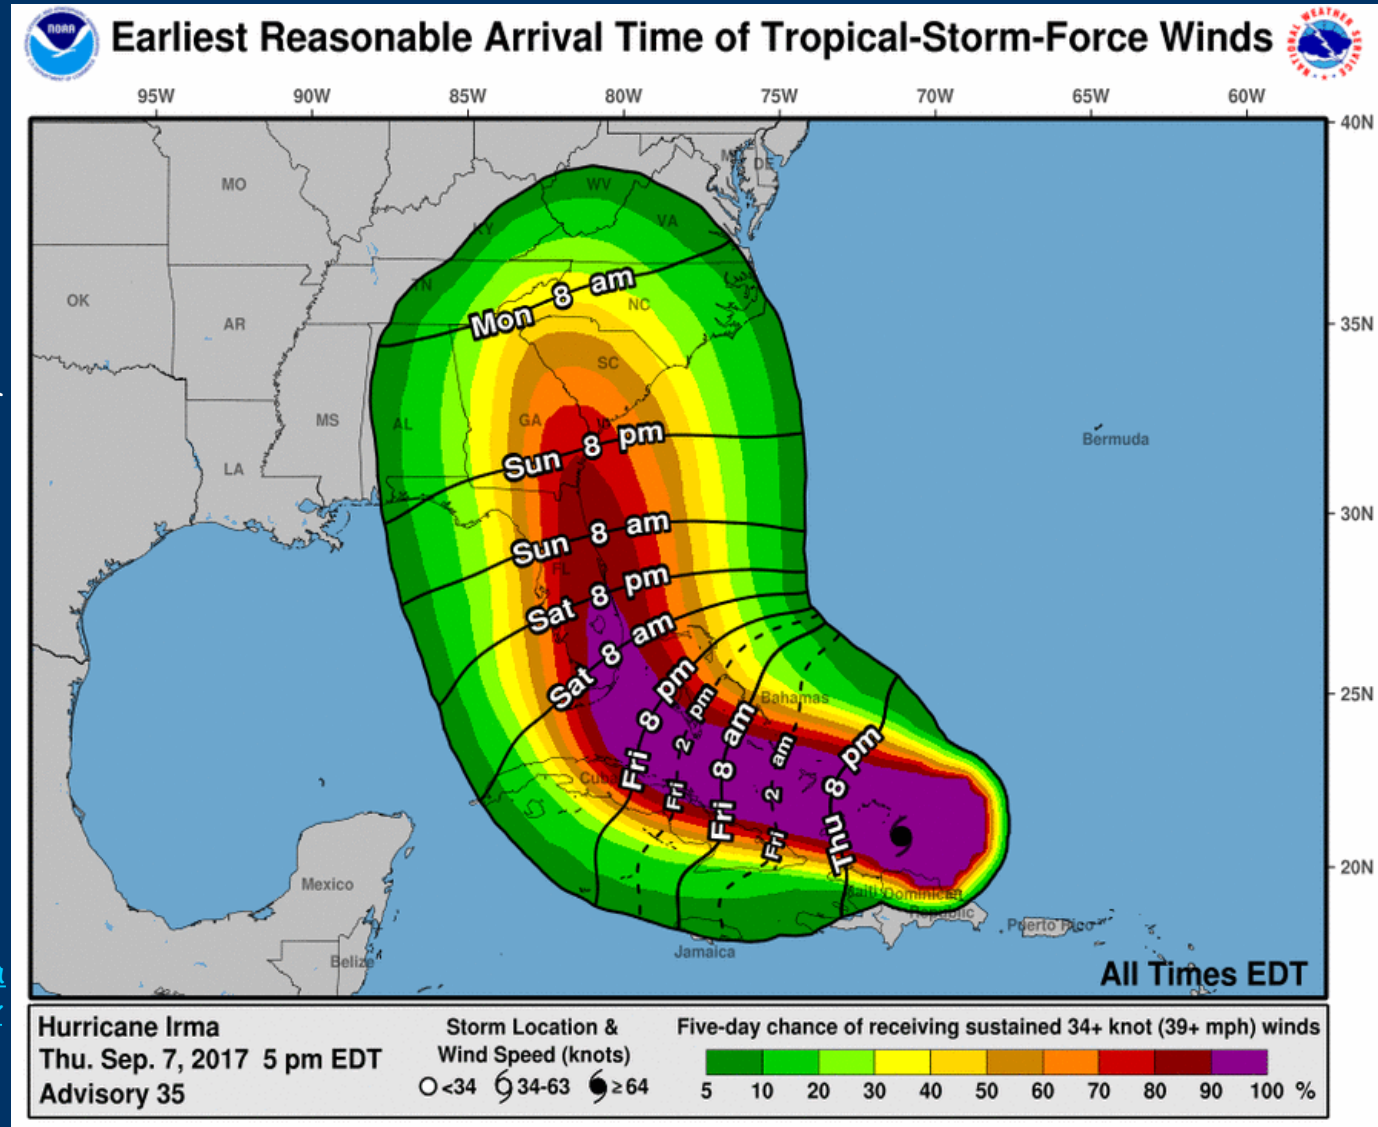 NOAA
Earliest Reasonable Arrival Time of Tropical-Storm-Force Winds
NATIONAL WEATHER SERVICE
95W 90W 85W 80W 75W 70W 65W 60W
40N
35N
30N
25N
20N
MO
WV
DE
KY
VA
OK
TN
AR
NC
SC
MS
AL
GA
LA
FL
Bermuda
Bahamas
Cuba
Mexico
Belize
Jamaica
Haiti
Dominican
Republic
Puerto Rico
Mon 8 am
Sun 8 pm
Sun 8 am
Sat 8 pm
Sat 8 am
Fri 8 pm
Fri 2 pm
Fri 8 am
Fri 2 am
Thu 8 pm
All Times EDT
Hurricane Irma
Thu. Sep. 7, 2017 5 pm EDT
Advisory 35
Storm Location &
Wind Speed (knots)
<34 34-63 ≥64
Five-day chance of receiving sustained 34+ knot (39+ mph) winds
5 10 20 30 40 50 60 70 80 90 100 %